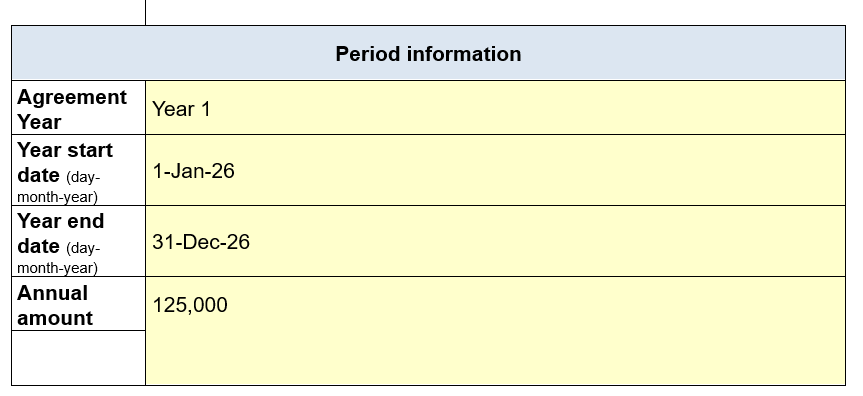 Period information
Agreement
Year
Year 1
Year start
date (day-
month-year)
1-Jan-26
Year end
date (day-
month-year)
31-Dec-26
Annual
amount
125,000